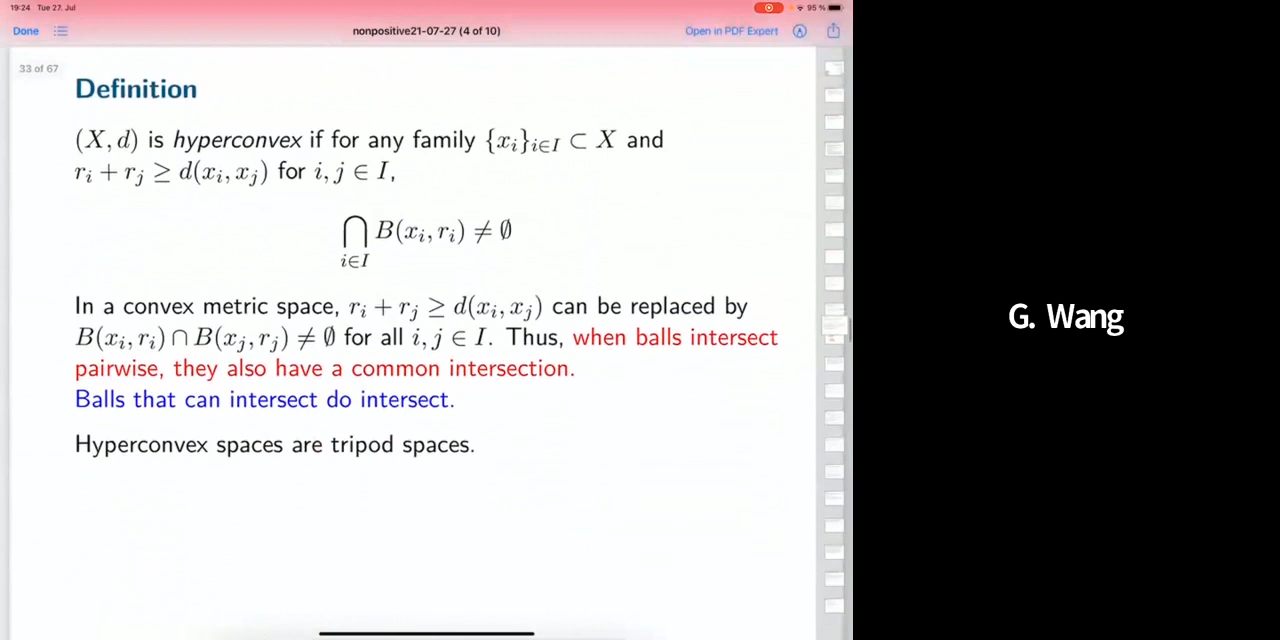 19:24 Tue 27. Jul
95 %
Done
nonpositive21-07-27 (4 of 10)
Open in PDF Expert
33 of 67
Definition
(X, d) is hyperconvex if for any family {x_i}_{i∈I} ⊂ X and
r_i + r_j ≥ d(x_i, x_j) for i, j ∈ I,
⋂_{i∈I} B(x_i, r_i) ≠ ∅
In a convex metric space, r_i + r_j ≥ d(x_i, x_j) can be replaced by
B(x_i, r_i) ∩ B(x_j, r_j) ≠ ∅ for all i, j ∈ I. Thus, when balls intersect
pairwise, they also have a common intersection.
Balls that can intersect do intersect.
Hyperconvex spaces are tripod spaces.
G. Wang